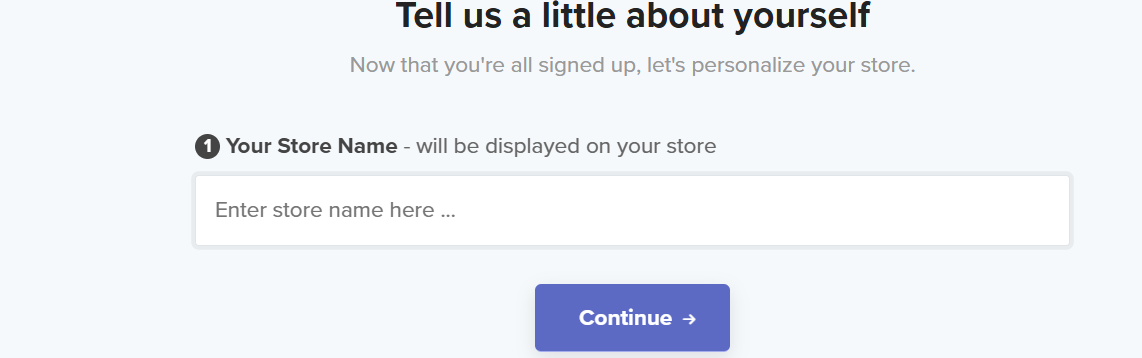 Tell us a little about yourself
Now that you're all signed up, let's personalize your store.
1 Your Store Name - will be displayed on your store
Enter store name here ...
Continue →